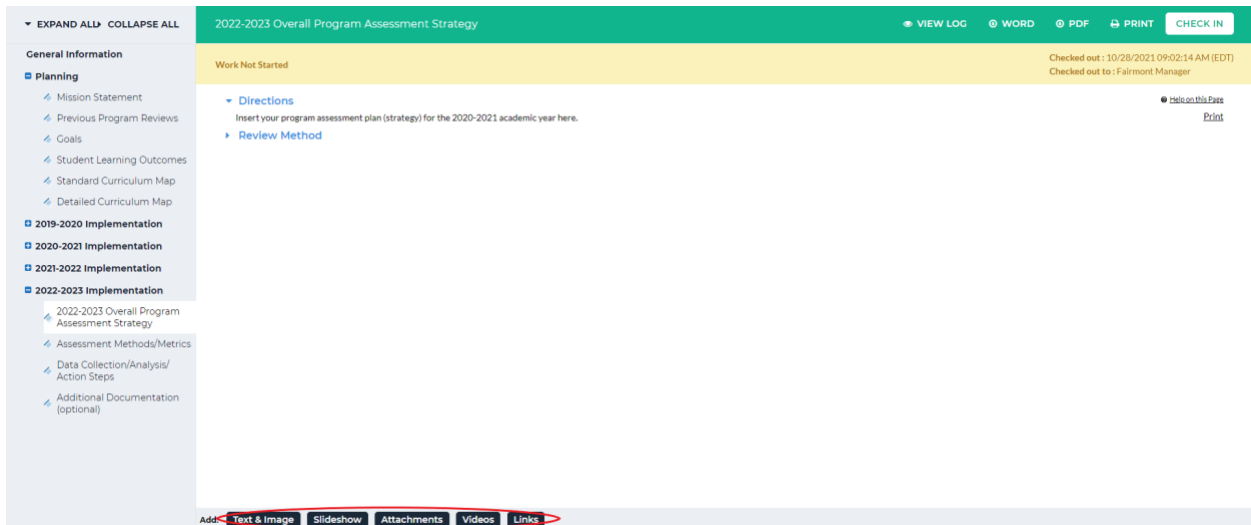 EXPAND ALL COLLAPSE ALL
General Information
Planning
Mission Statement
Previous Program Reviews
Goals
Student Learning Outcomes
Standard Curriculum Map
Detailed Curriculum Map
2019-2020 Implementation
2020-2021 Implementation
2021-2022 Implementation
2022-2023 Implementation
2022-2023 Overall Program
Assessment Strategy
Assessment Methods/Metrics
Data Collection/Analysis/
Action Steps
Additional Documentation
(optional)
2022-2023 Overall Program Assessment Strategy
VIEW LOG WORD PDF PRINT CHECK IN
Work Not Started
Checked out : 10/28/2021 09:02:14 AM (EDT)
Checked out to : Fairmont Manager
Directions
Insert your program assessment plan (strategy) for the 2020-2021 academic year here.
Review Method
Help on this Page
Print
Add: Text & Image Slideshow Attachments Videos Links